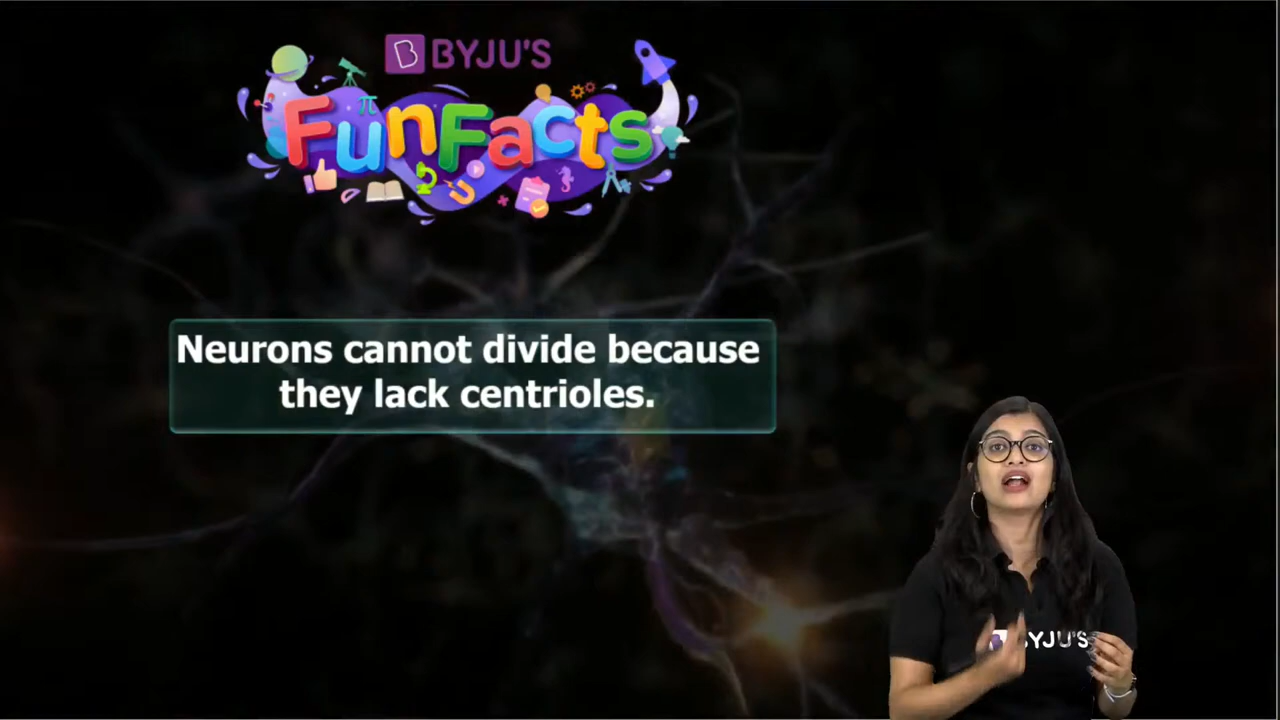 BYJU'S
FunFacts
Neurons cannot divide because
they lack centrioles.
BYJU'S